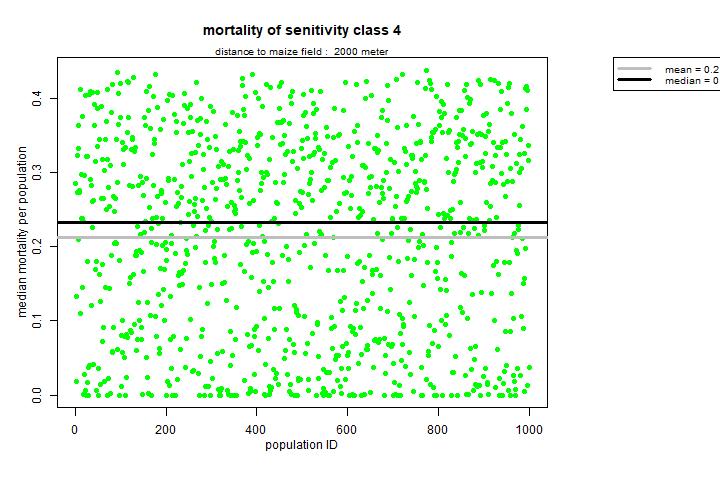 mortality of senitivity class 4
distance to maize field : 2000 meter
mean = 0.2
median = 0
median mortality per population
0.4
0.3
0.2
0.1
0.0
0 200 400 600 800 1000
population ID